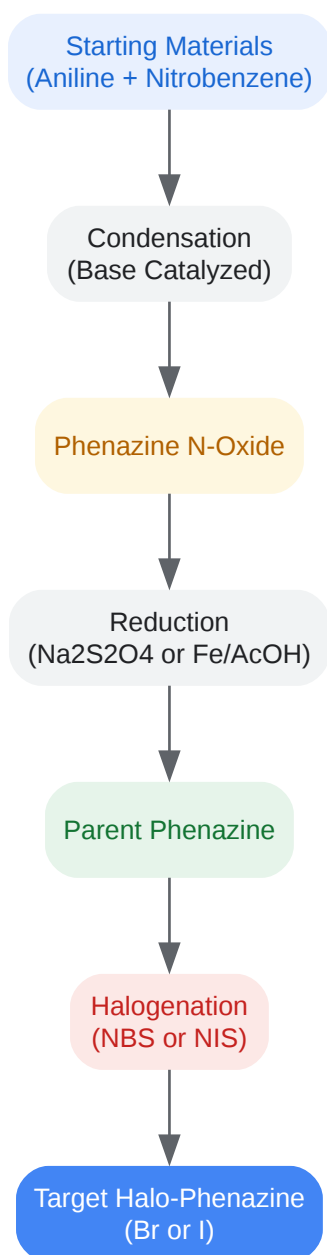 Starting Materials
(Aniline + Nitrobenzene)
Condensation
(Base Catalyzed)
Phenazine N-Oxide
Reduction
(Na2S2O4 or Fe/AcOH)
Parent Phenazine
Halogenation
(NBS or NIS)
Target Halo-Phenazine
(Br or I)